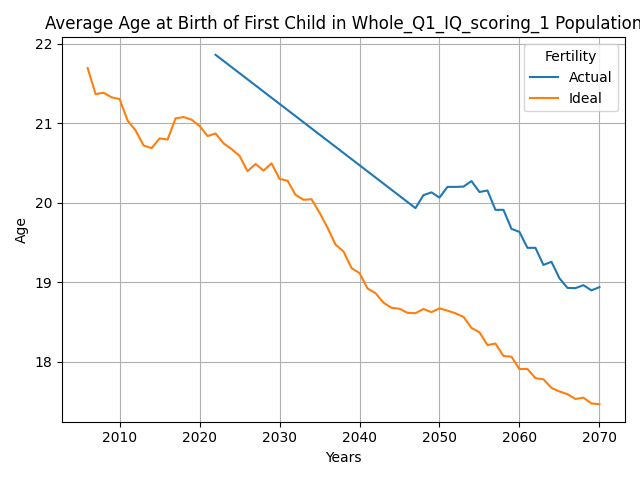 Average Age at Birth of First Child in Whole_Q1_IQ_scoring_1 Population
22
21
20
19
18
Age
Fertility
Actual
Ideal
2010 2020 2030 2040 2050 2060 2070
Years